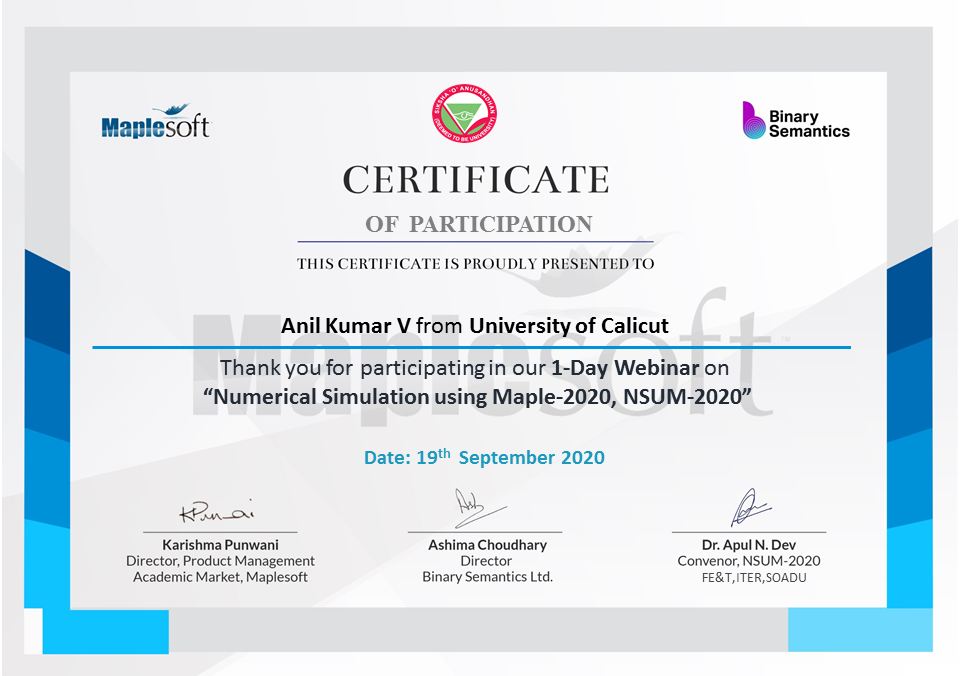 Maplesoft
SIKSHA 'O' ANUSANDHAN
(DEEMED TO BE UNIVERSITY)
Binary
Semantics
CERTIFICATE
OF PARTICIPATION
THIS CERTIFICATE IS PROUDLY PRESENTED TO
Maplesoft™
Anil Kumar V from University of Calicut
Thank you for participating in our 1-Day Webinar on
“Numerical Simulation using Maple-2020, NSUM-2020”
Date: 19th September 2020
Karishma Punwani
Director, Product Management
Academic Market, Maplesoft
Ashima Choudhary
Director
Binary Semantics Ltd.
Dr. Apul N. Dev
Convenor, NSUM-2020
FE&T,ITER,SOADU